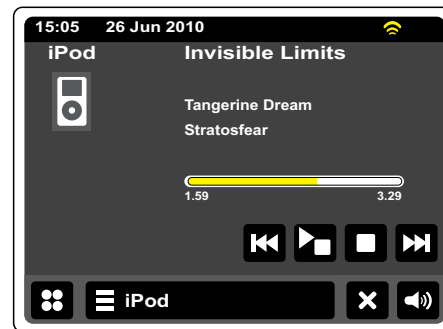 15:05 26 Jun 2010
iPod Invisible Limits
Tangerine Dream
Stratosfear
1.59 3.29
iPod